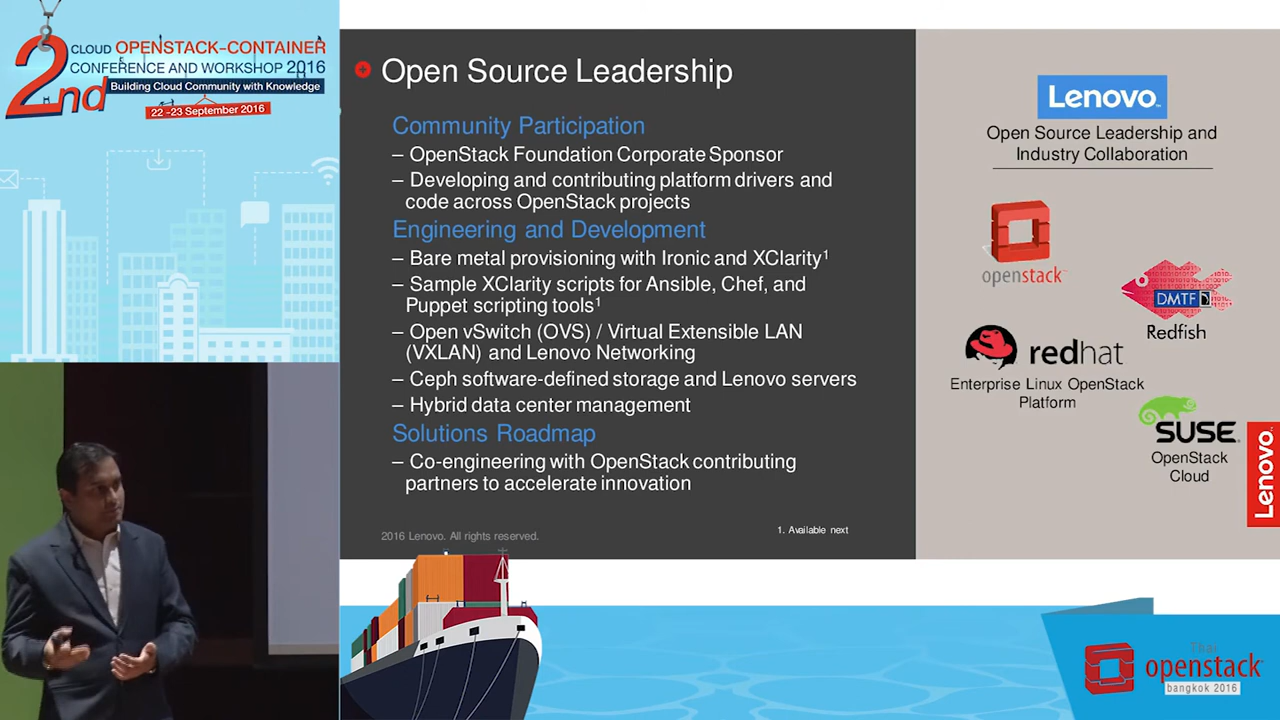 2nd
CLOUD OPENSTACK-CONTAINER
CONFERENCE AND WORKSHOP 2016
Building Cloud Community with Knowledge
22 -23 September 2016
Open Source Leadership
Community Participation
– OpenStack Foundation Corporate Sponsor
– Developing and contributing platform drivers and
code across OpenStack projects
Engineering and Development
– Bare metal provisioning with Ironic and XClarity¹
– Sample XClarity scripts for Ansible, Chef, and
Puppet scripting tools¹
– Open vSwitch (OVS) / Virtual Extensible LAN
(VXLAN) and Lenovo Networking
– Ceph software-defined storage and Lenovo servers
– Hybrid data center management
Solutions Roadmap
– Co-engineering with OpenStack contributing
partners to accelerate innovation
2016 Lenovo. All rights reserved.
1. Available next
Lenovo™
Open Source Leadership and
Industry Collaboration
openstack™
DMTF
Redfish
redhat
Enterprise Linux OpenStack
Platform
SUSE
OpenStack
Cloud
Lenovo
Thai
openstack
bangkok 2016